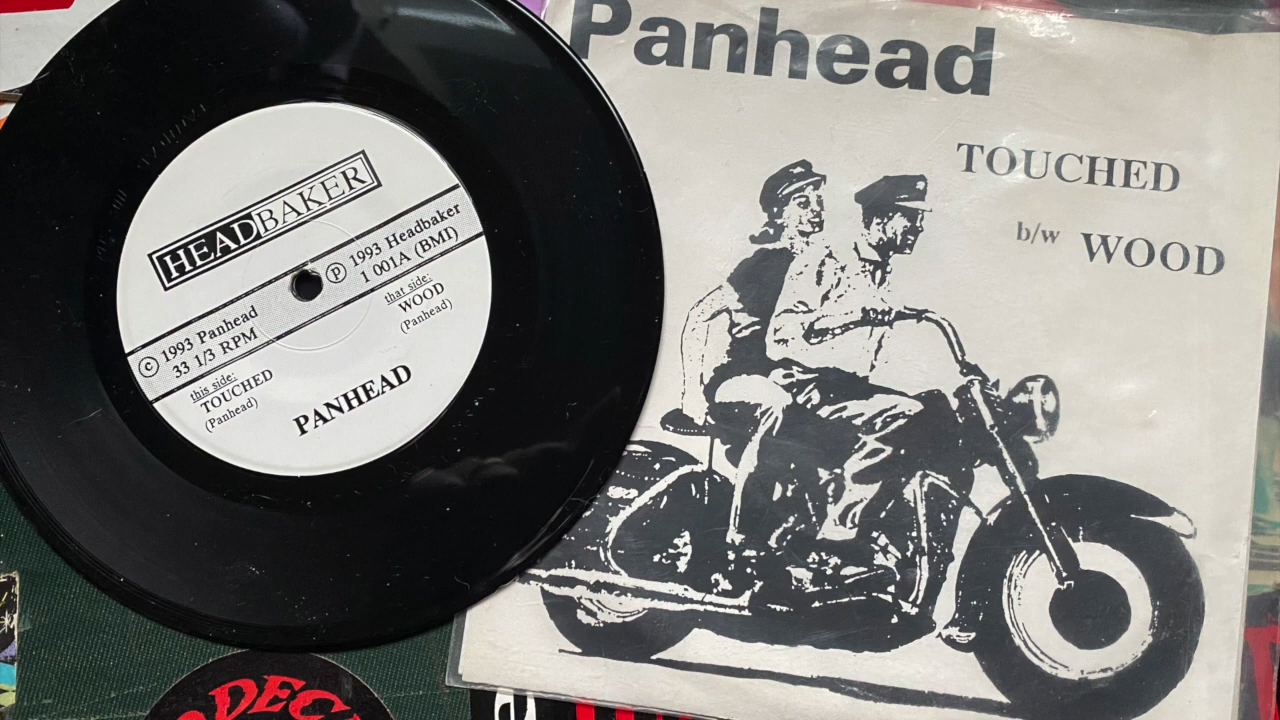 HEADBAKER
© 1993 Panhead ℗ 1993 Headbaker
33 1/3 RPM 1 001A (BMI)
this side:
TOUCHED
(Panhead)
that side:
WOOD
(Panhead)
PANHEAD
Panhead
TOUCHED
b/w WOOD